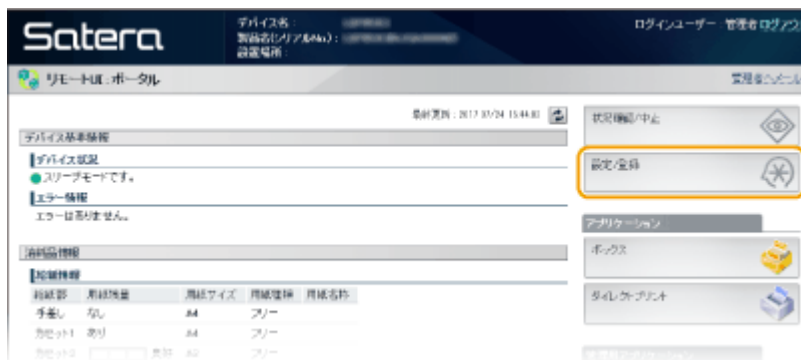 Satera
デバイス名 :
製品名(シリアルNo.) :
設置場所 :
ログインユーザー : 管理者 ログアウト
リモートUI : ポータル
管理者へメール
最終更新 : 2017 07/24 15:44:03
デバイス基本情報
デバイス状況
スリープモードです。
エラー情報
エラーはありません。
消耗品情報
給紙情報
給紙部 用紙残量 用紙サイズ 用紙種類 用紙名称
手差し なし A4 フリー
カセット1 あり A4 フリー
状況確認/中止
設定/登録
アプリケーション
ボックス
ダイレクトプリント